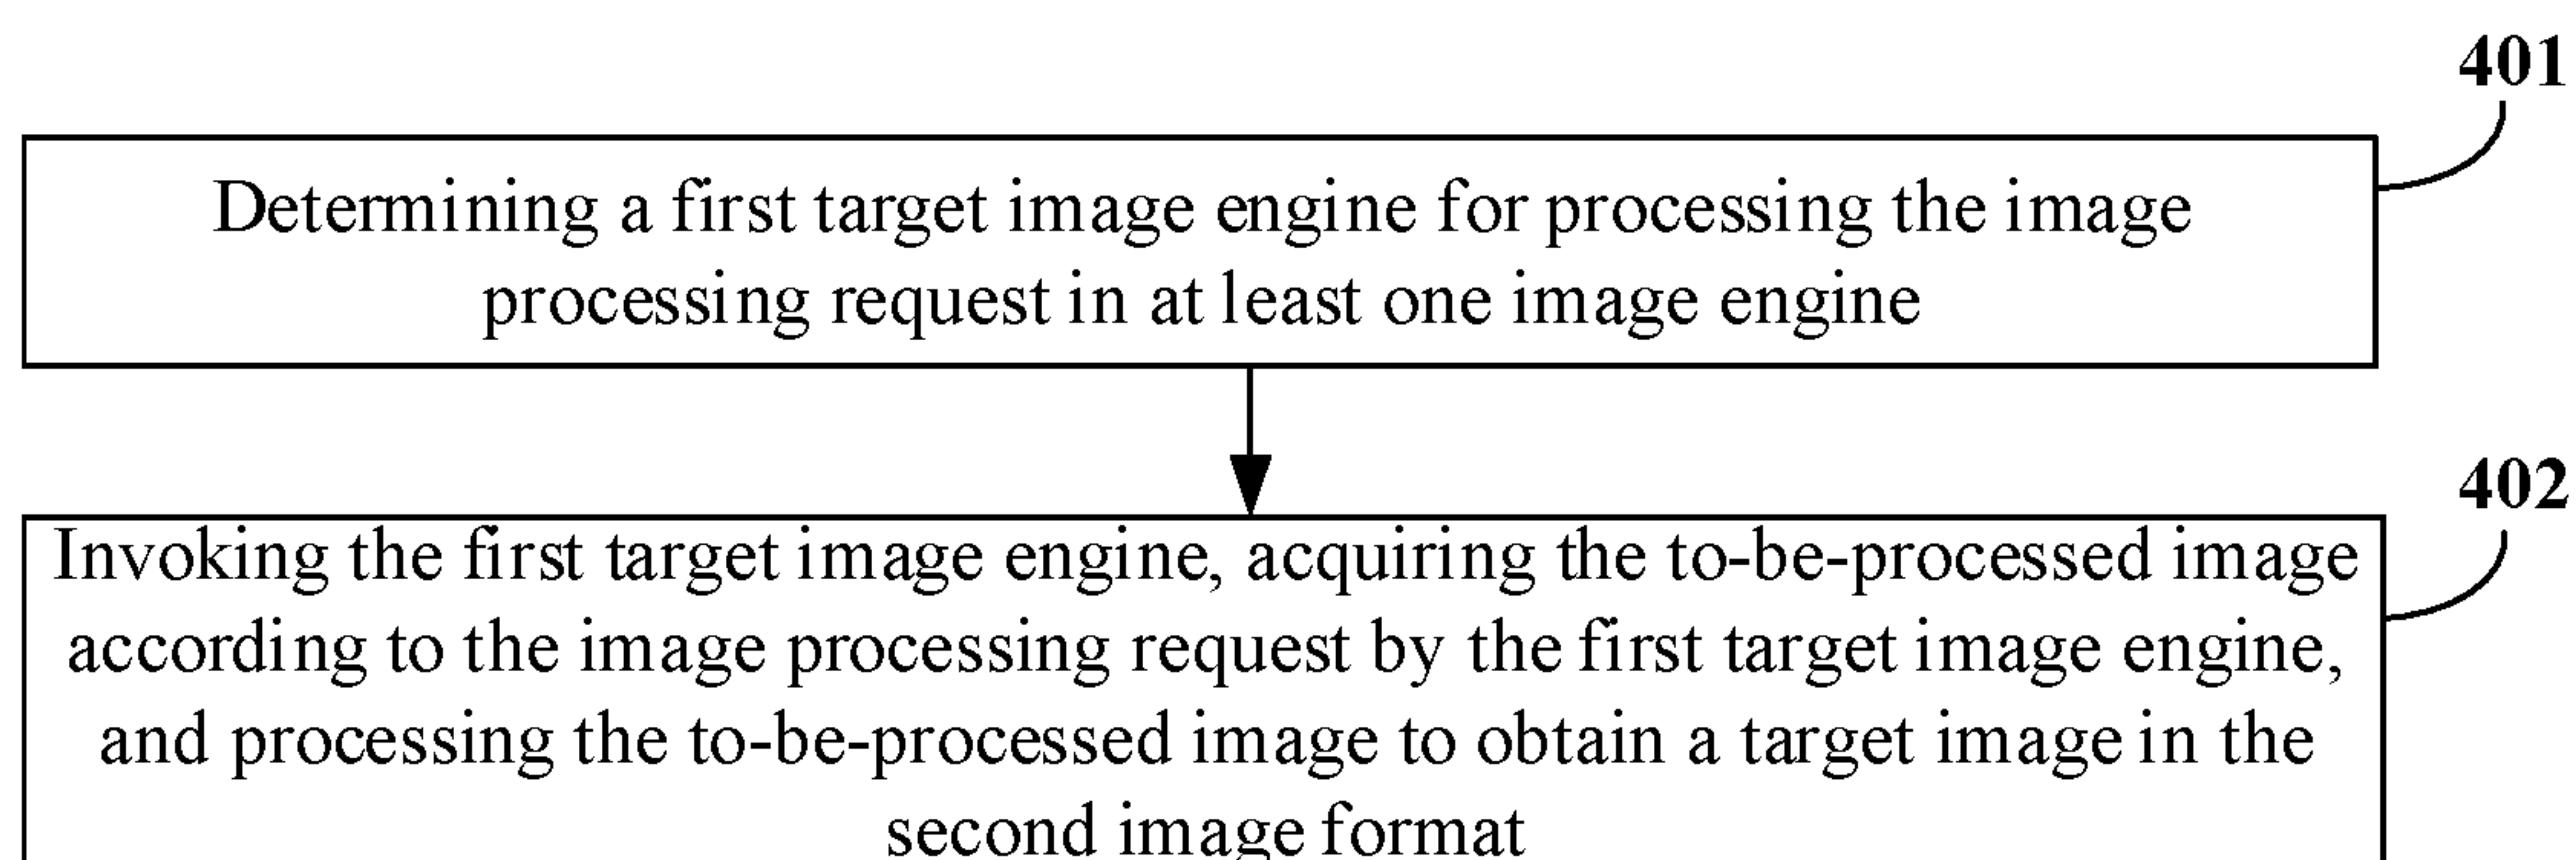 401
Determining a first target image engine for processing the image
processing request in at least one image engine
402
Invoking the first target image engine, acquiring the to-be-processed image
according to the image processing request by the first target image engine,
and processing the to-be-processed image to obtain a target image in the
second image format